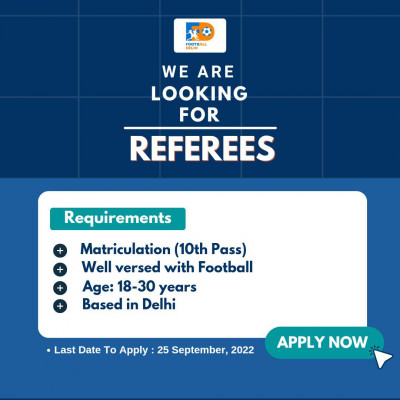 FOOTBALL
DELHI
WE ARE
LOOKING
FOR
REFEREES
Requirements
Matriculation (10th Pass)
Well versed with Football
Age: 18-30 years
Based in Delhi
APPLY NOW
• Last Date To Apply : 25 September, 2022